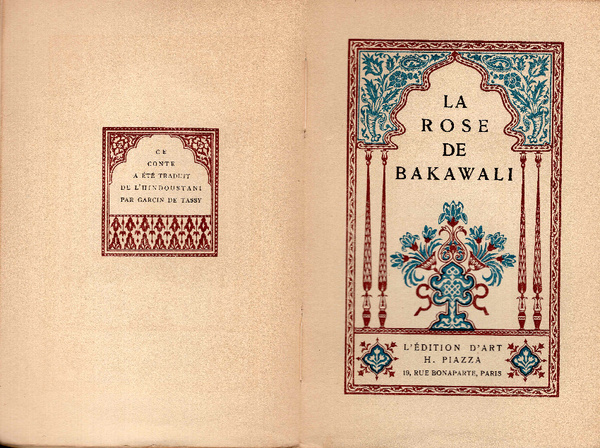 CE
CONTE
A ÉTÉ TRADUIT
DE L'HINDOUSTANI
PAR GARCIN DE TASSY
LA
ROSE
DE
BAKAWALI
L'ÉDITION D'ART
H. PIAZZA
19, RUE BONAPARTE, PARIS